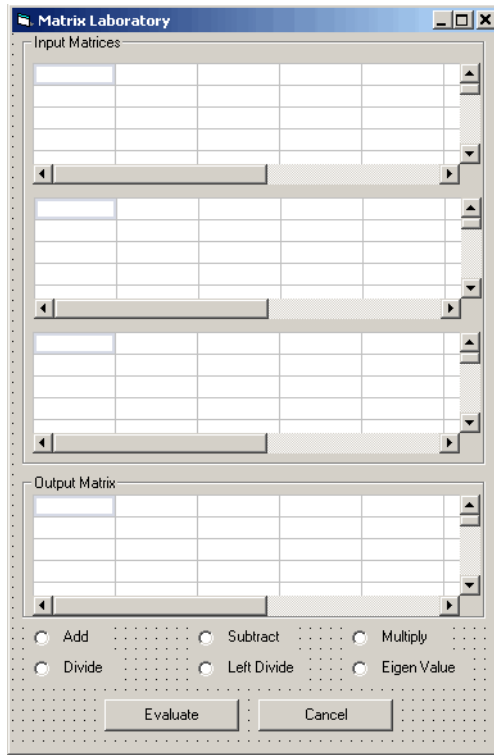 Matrix Laboratory
Input Matrices
Output Matrix
Add Subtract Multiply
Divide Left Divide Eigen Value
Evaluate Cancel